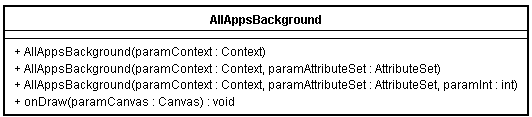 AllAppsBackground
+ AllAppsBackground(paramContext : Context)
+ AllAppsBackground(paramContext : Context, paramAttributeSet : AttributeSet)
+ AllAppsBackground(paramContext : Context, paramAttributeSet : AttributeSet, paramInt : int)
+ onDraw(paramCanvas : Canvas) : void